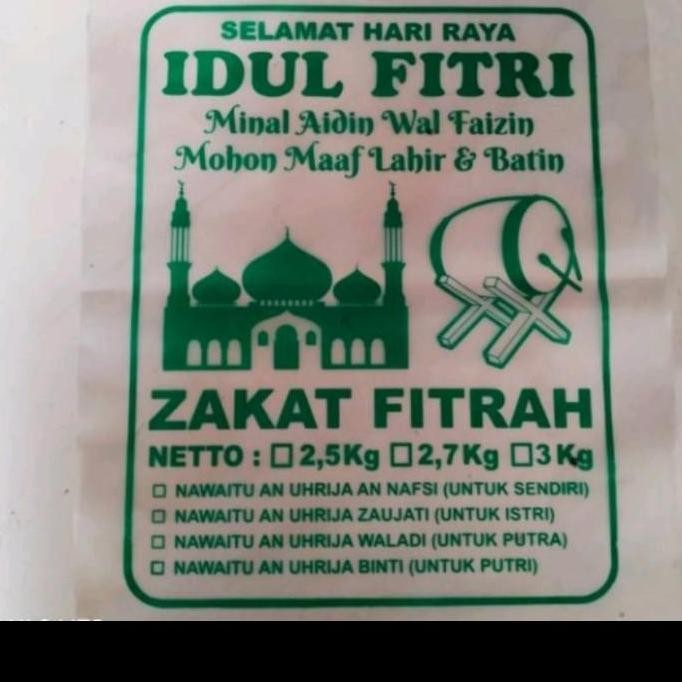 SELAMAT HARI RAYA
IDUL FITRI
Minal Aidin Wal Faizin
Mohon Maaf Lahir & Batin
ZAKAT FITRAH
NETTO : ☐ 2,5Kg ☐ 2,7Kg ☐ 3 Kg
☐ NAWAITU AN UHRIJA AN NAFSI (UNTUK SENDIRI)
☐ NAWAITU AN UHRIJA ZAUJATI (UNTUK ISTRI)
☐ NAWAITU AN UHRIJA WALADI (UNTUK PUTRA)
☐ NAWAITU AN UHRIJA BINTI (UNTUK PUTRI)